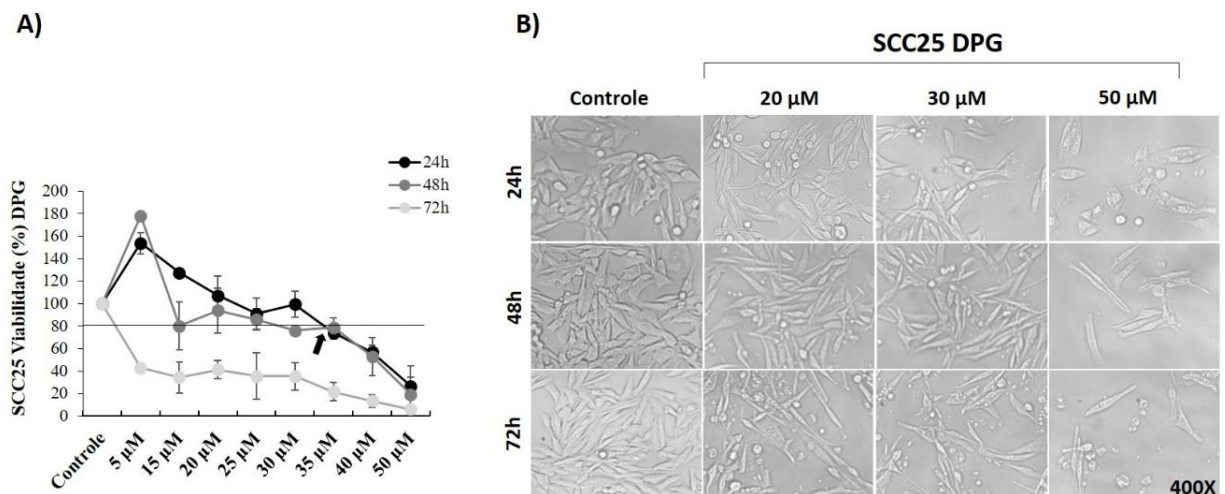 A)
24h
48h
72h
SCC25 Viabilidade (%) DPG
200
180
160
140
120
100
80
60
40
20
0
Controle
5 µM
15 µM
20 µM
25 µM
30 µM
35 µM
40 µM
50 µM
B)
SCC25 DPG
Controle 20 µM 30 µM 50 µM
24h
48h
72h
400X